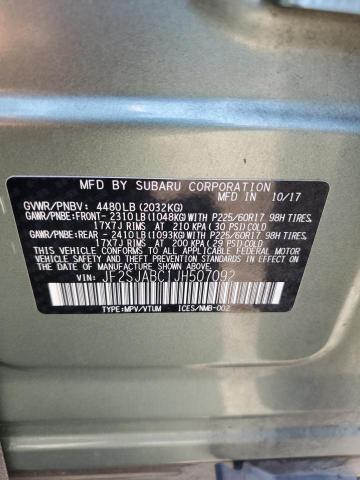 MFD BY SUBARU CORPORATION
MFD IN 10/17
GVWR/PNBV: 4480LB (2032KG)
GAWR/PNBE:FRONT- 2310LB (1048KG) WITH P225/60R17 98H TIRES,
17X7J RIMS AT 210 KPA (30 PSI) COLD
GAWR/PNBE:REAR - 2410LB (1093KG) WITH P225/60R17 98H TIRES,
17X7J RIMS AT 200 KPA (29 PSI) COLD
THIS VEHICLE CONFORMS TO ALL APPLICABLE FEDERAL MOTOR
VEHICLE SAFETY AND THEFT PREVENTION STANDARDS IN EFFECT
ON THE DATE OF MANUFACTURE SHOWN ABOVE.
VIN: JF2SJABC1JH507092
TYPE:MPV/VTUM ICES/NMB-002